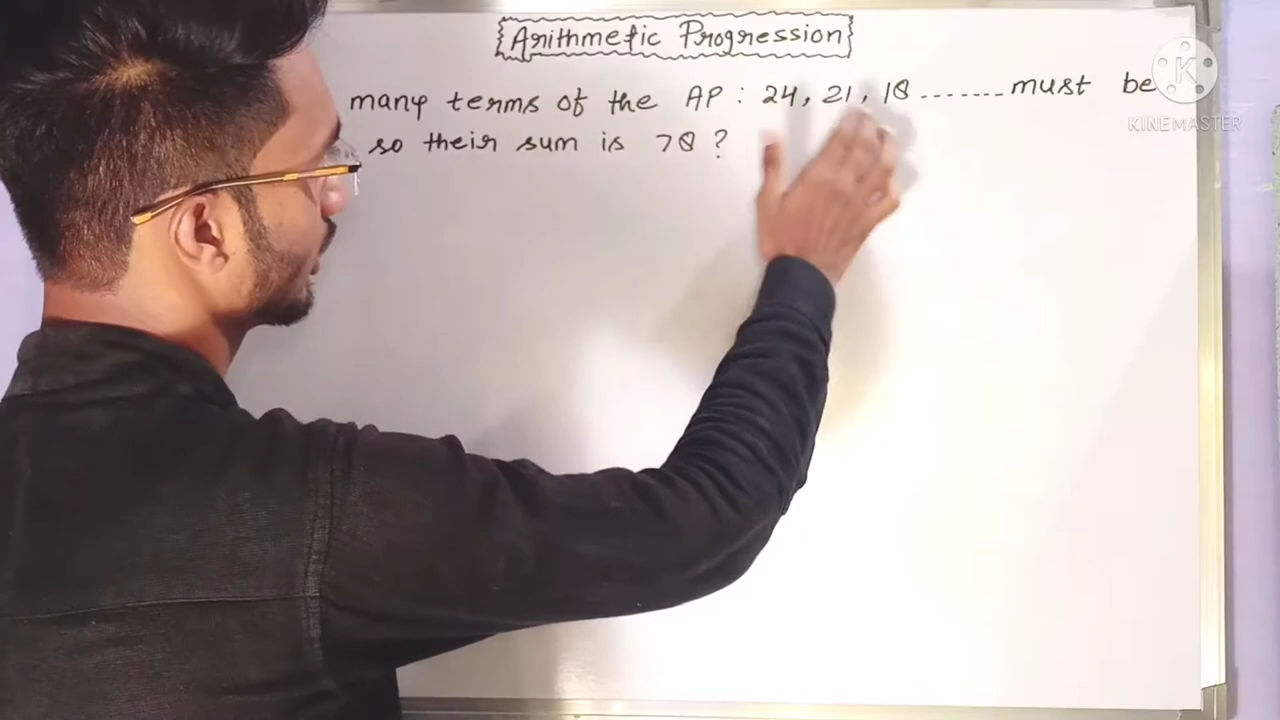 Arithmetic Progression
many terms of the AP : 24, 21, 18 ....... must be
so their sum is 78 ?
K
KINEMASTER